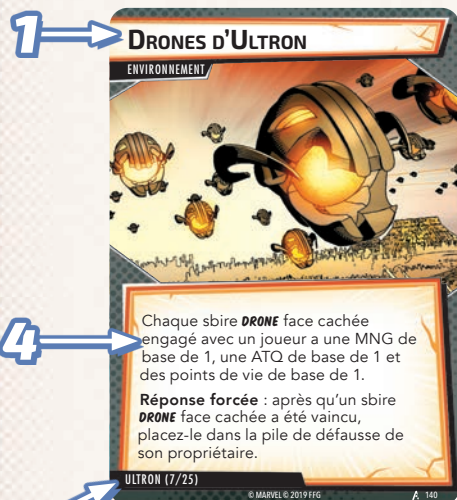 1
DRONES D'ULTRON
ENVIRONNEMENT
4
Chaque sbire DRONE face cachée
engagé avec un joueur a une MNG de
base de 1, une ATQ de base de 1 et
des points de vie de base de 1.
Réponse forcée : après qu'un sbire
DRONE face cachée a été vaincu,
placez-le dans la pile de défausse de
son propriétaire.
ULTRON (7/25)
© MARVEL © 2019 FFG
140